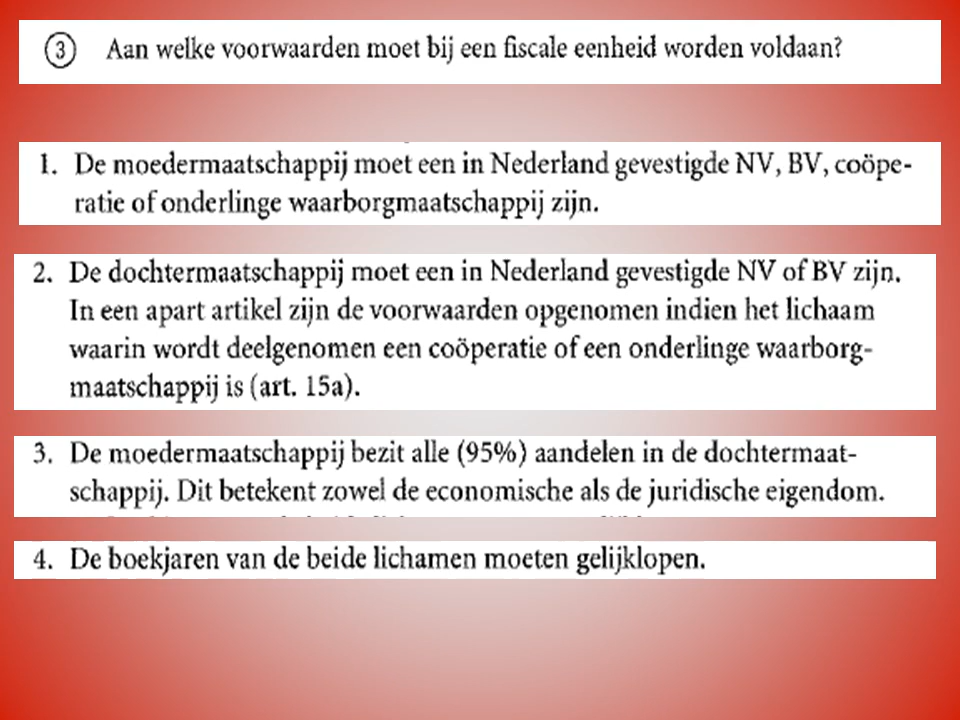 3 Aan welke voorwaarden moet bij een fiscale eenheid worden voldaan?
1. De moedermaatschappij moet een in Nederland gevestigde NV, BV, coöpe-
ratie of onderlinge waarborgmaatschappij zijn.
2. De dochtermaatschappij moet een in Nederland gevestigde NV of BV zijn.
In een apart artikel zijn de voorwaarden opgenomen indien het lichaam
waarin wordt deelgenomen een coöperatie of een onderlinge waarborg-
maatschappij is (art. 15a).
3. De moedermaatschappij bezit alle (95%) aandelen in de dochtermaat-
schappij. Dit betekent zowel de economische als de juridische eigendom.
4. De boekjaren van de beide lichamen moeten gelijklopen.